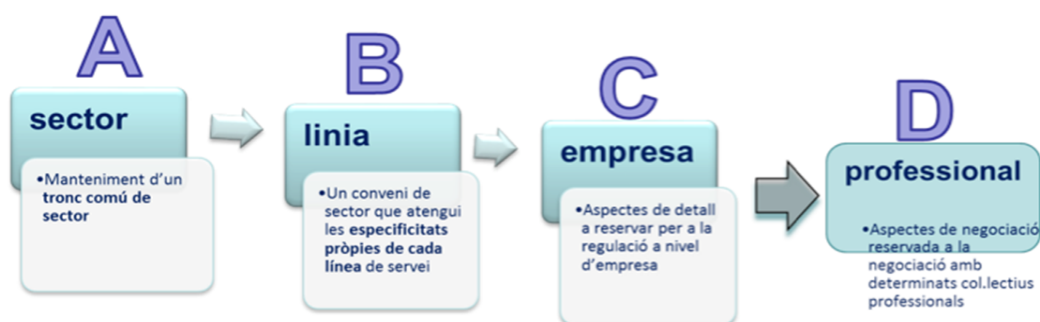 A
sector
•Manteniment d'un
tronc comú de
sector
B
linia
•Un conveni de
sector que atengui
les especificitats
pròpies de cada
línea de servei
C
empresa
•Aspectes de detall
a reservar per a la
regulació a nivell
d'empresa
D
professional
•Aspectes de negociació
reservada a la
negociació amb
determinats col.lectius
professionals